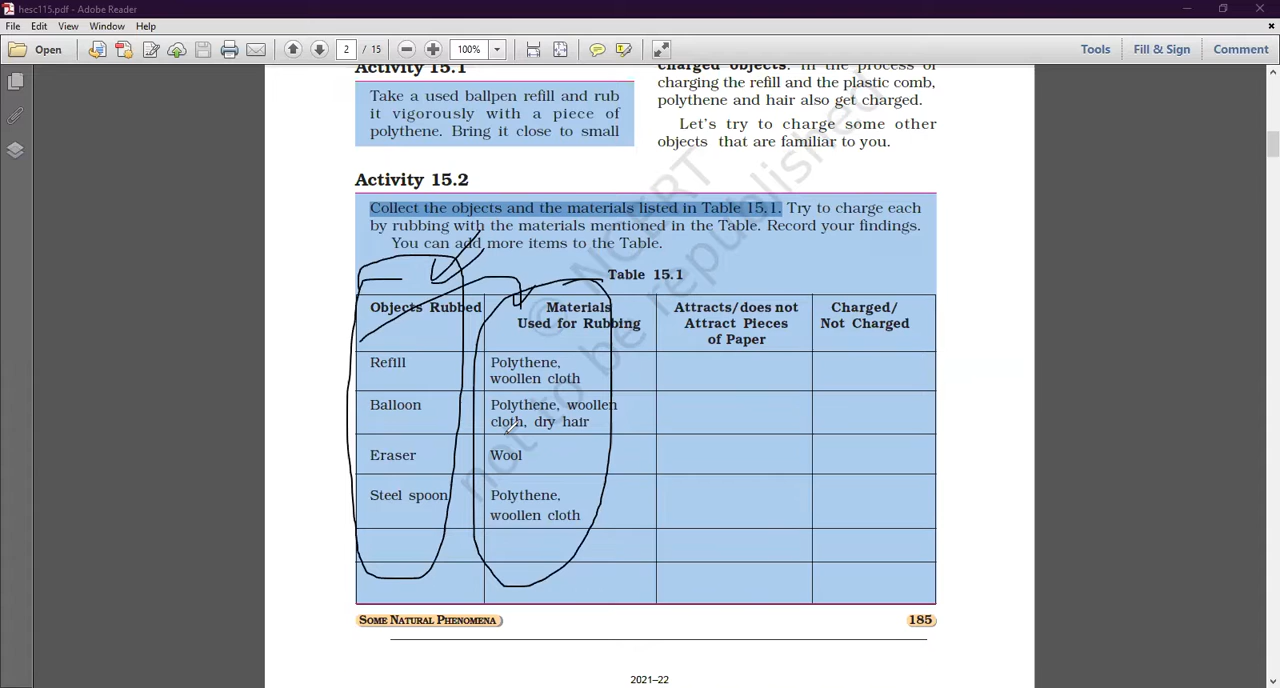 hesc115.pdf - Adobe Reader
File Edit View Window Help
Open 2 / 15 100% Tools Fill & Sign Comment
Activity 15.1
Take a used ballpen refill and rub
it vigorously with a piece of
polythene. Bring it close to small
charged objects. In the process of
charging the refill and the plastic comb,
polythene and hair also get charged.
Let's try to charge some other
objects that are familiar to you.
Activity 15.2
Collect the objects and the materials listed in Table 15.1. Try to charge each
by rubbing with the materials mentioned in the Table. Record your findings.
You can add more items to the Table.
Table 15.1
Objects Rubbed
Materials
Used for Rubbing
Attracts/does not
Attract Pieces
of Paper
Charged/
Not Charged
Refill
Polythene,
woollen cloth
Balloon
Polythene, woollen
cloth, dry hair
Eraser
Wool
Steel spoon
Polythene,
woollen cloth
© NCERT
not to be republished
SOME NATURAL PHENOMENA
185
2021–22